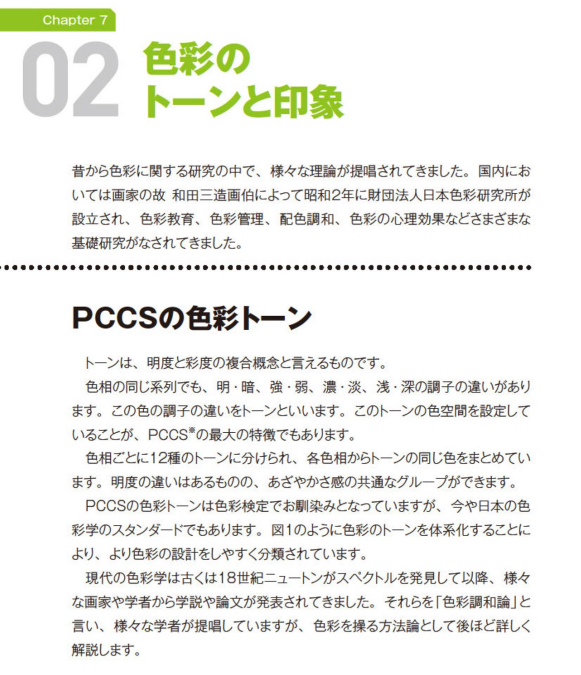 Chapter 7
02
色彩の
トーンと印象
昔から色彩に関する研究の中で、様々な理論が提唱されてきました。国内にお
いては画家の故 和田三造画伯によって昭和2年に財団法人日本色彩研究所が
設立され、色彩教育、色彩管理、配色調和、色彩の心理効果などさまざまな
基礎研究がなされてきました。
PCCSの色彩トーン
トーンは、明度と彩度の複合概念と言えるものです。
色相の同じ系列でも、明・暗、強・弱、濃・淡、浅・深の調子の違いがあり
ます。この色の調子の違いをトーンといいます。このトーンの色空間を設定して
いることが、PCCS※の最大の特徴でもあります。
色相ごとに12種のトーンに分けられ、各色相からトーンの同じ色をまとめてい
ます。明度の違いはあるものの、あざやかさ感の共通なグループができます。
PCCSの色彩トーンは色彩検定でお馴染みとなっていますが、今や日本の色
彩学のスタンダードでもあります。図1のように色彩のトーンを体系化することに
より、より色彩の設計をしやすく分類されています。
現代の色彩学は古くは18世紀ニュートンがスペクトルを発見して以降、様々
な画家や学者から学説や論文が発表されてきました。それらを「色彩調和論」と
言い、様々な学者が提唱していますが、色彩を操る方法論として後ほど詳しく
解説します。